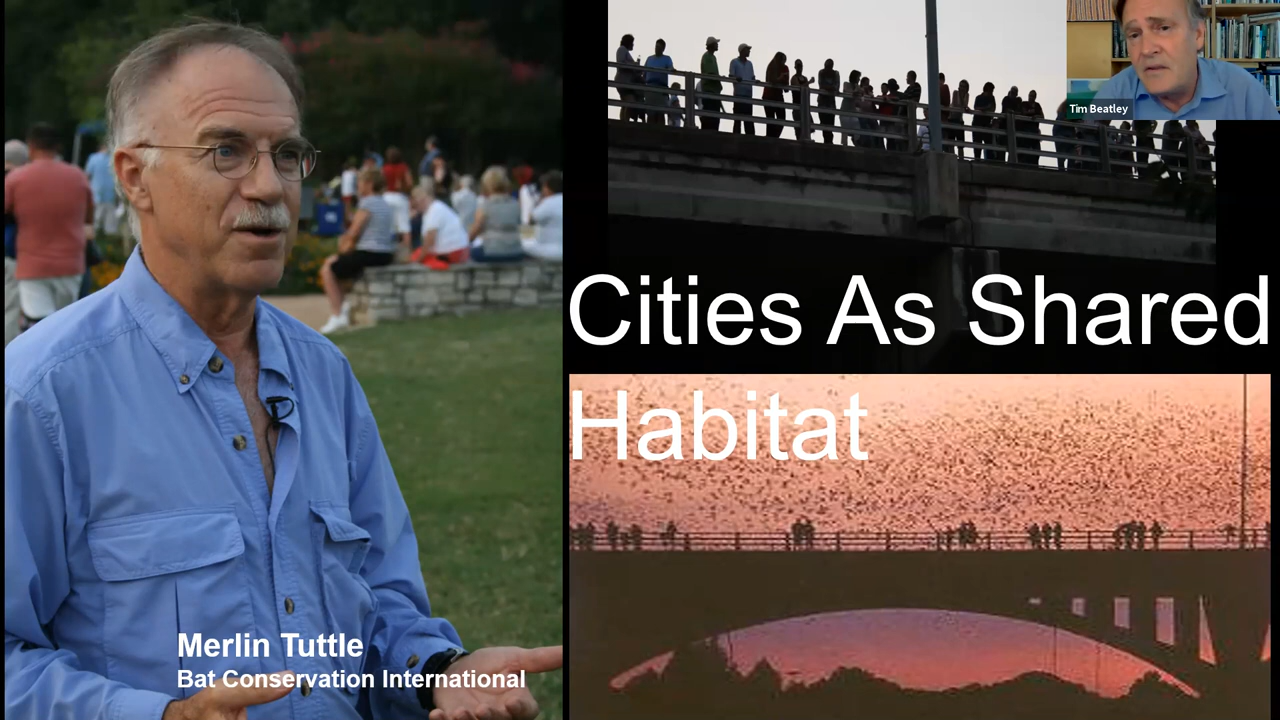 Tim Beatley
Cities As Shared
Habitat
Merlin Tuttle
Bat Conservation International